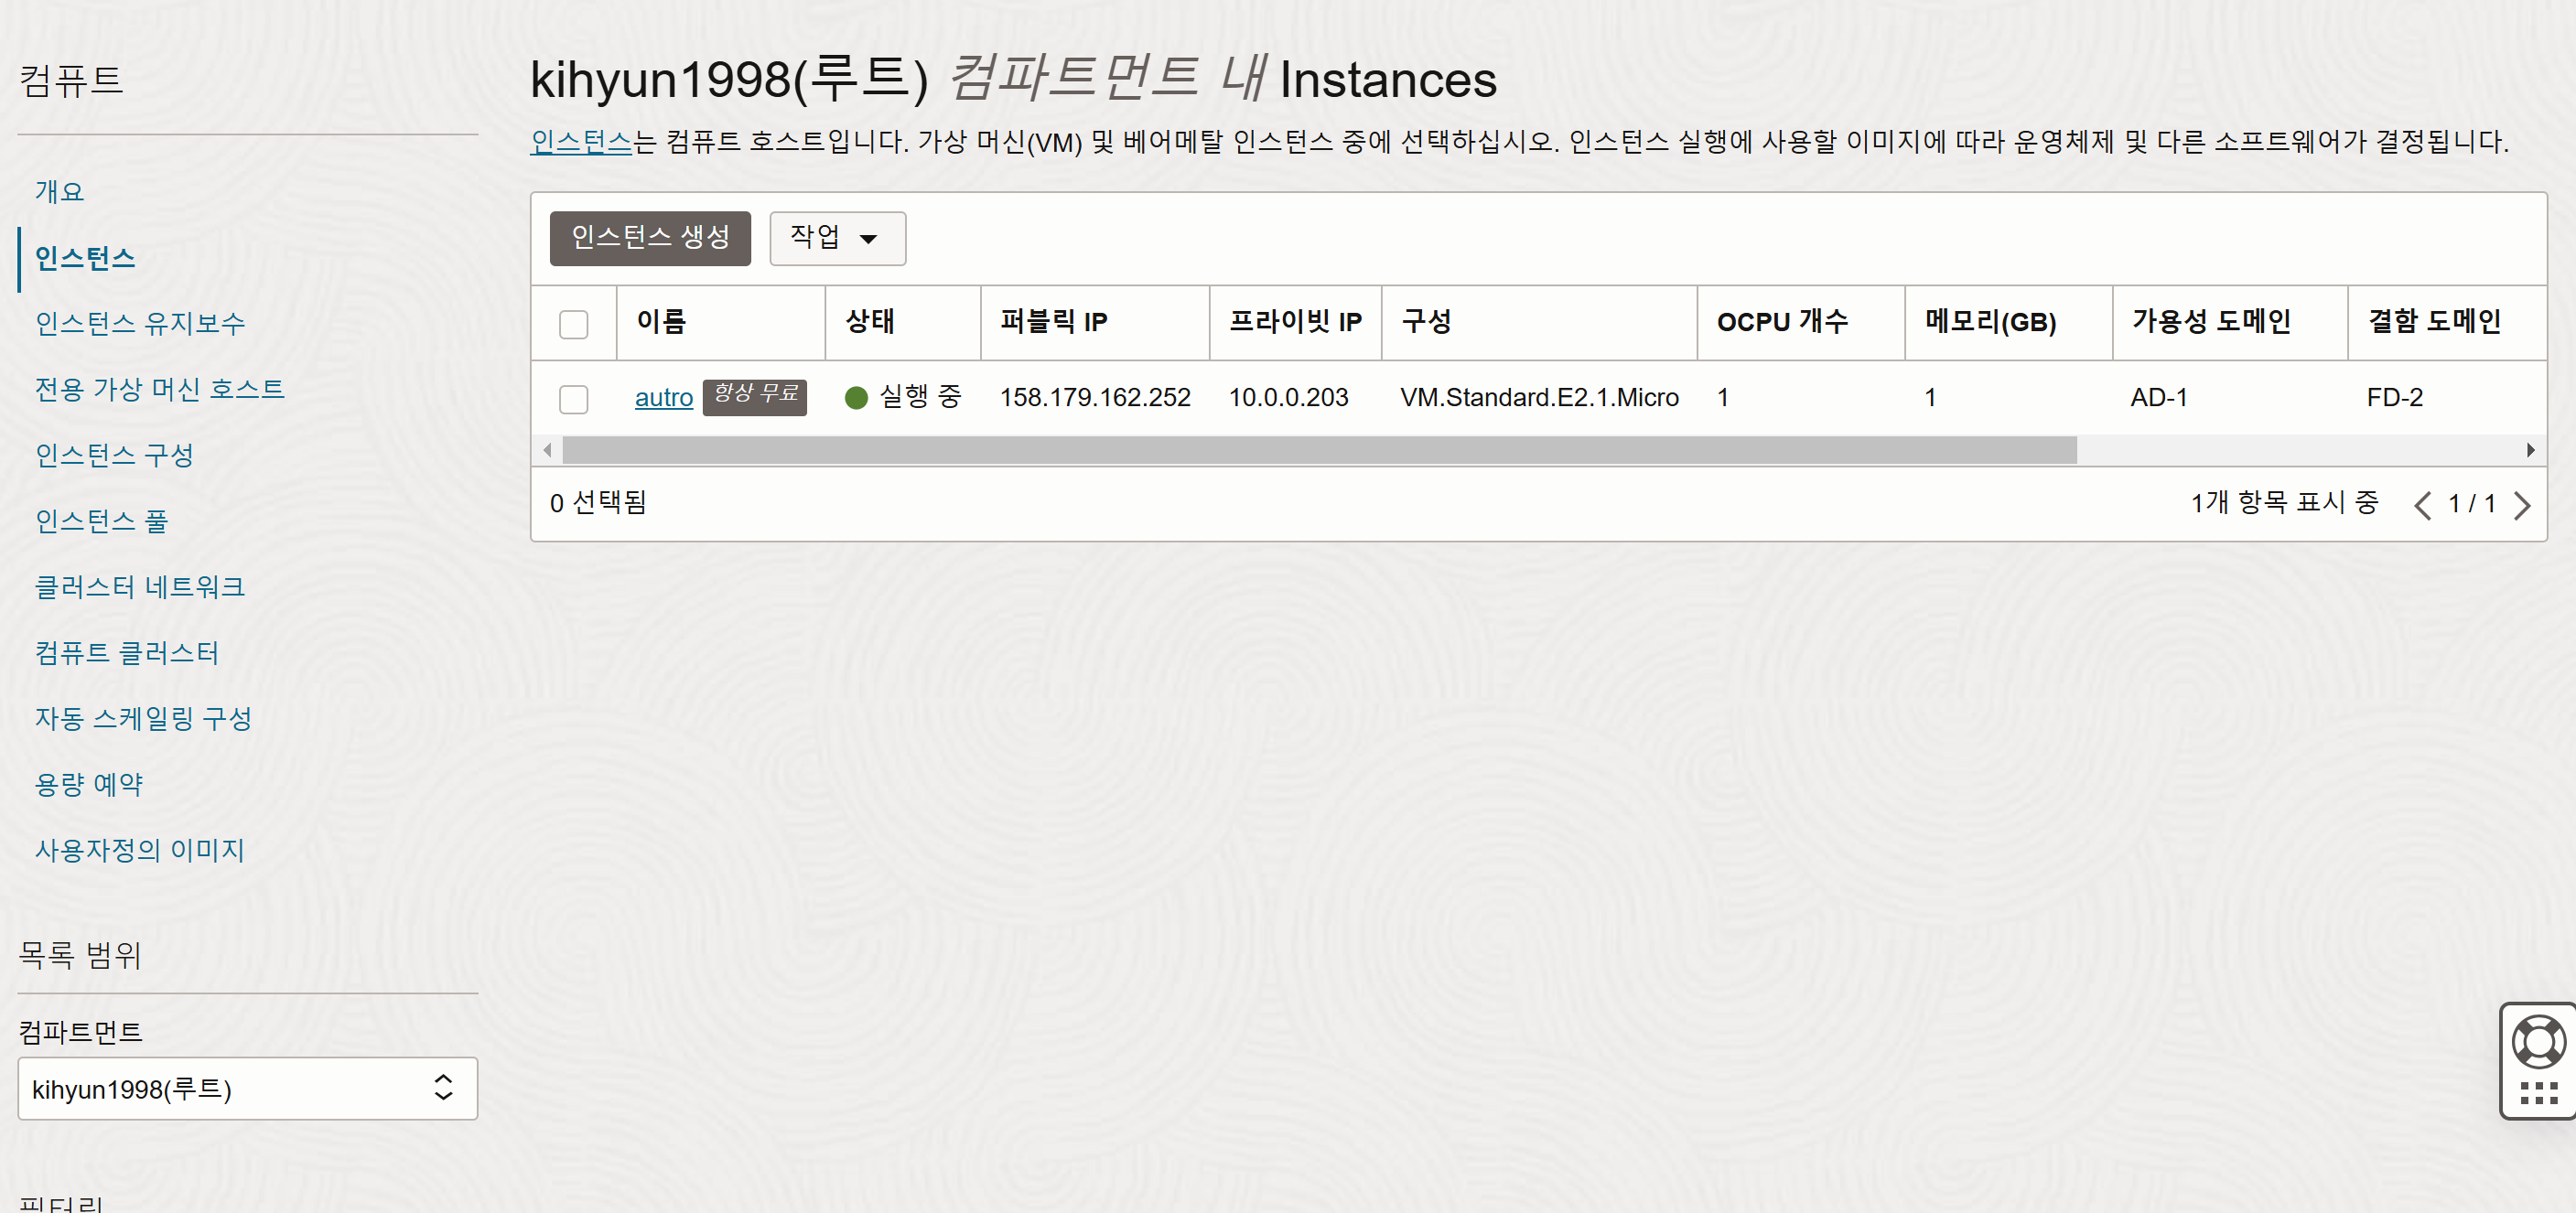 컴퓨트
개요
인스턴스
인스턴스 유지보수
전용 가상 머신 호스트
인스턴스 구성
인스턴스 풀
클러스터 네트워크
컴퓨트 클러스터
자동 스케일링 구성
용량 예약
사용자정의 이미지
목록 범위
컴파트먼트
kihyun1998(루트)
필터링
kihyun1998(루트) 컴파트먼트 내 Instances
인스턴스는 컴퓨트 호스트입니다. 가상 머신(VM) 및 베어메탈 인스턴스 중에 선택하십시오. 인스턴스 실행에 사용할 이미지에 따라 운영체제 및 다른 소프트웨어가 결정됩니다.
인스턴스 생성 작업
이름 상태 퍼블릭 IP 프라이빗 IP 구성 OCPU 개수 메모리(GB) 가용성 도메인 결함 도메인
autro 항상 무료 실행 중 158.179.162.252 10.0.0.203 VM.Standard.E2.1.Micro 1 1 AD-1 FD-2
0 선택됨 1개 항목 표시 중 1 / 1